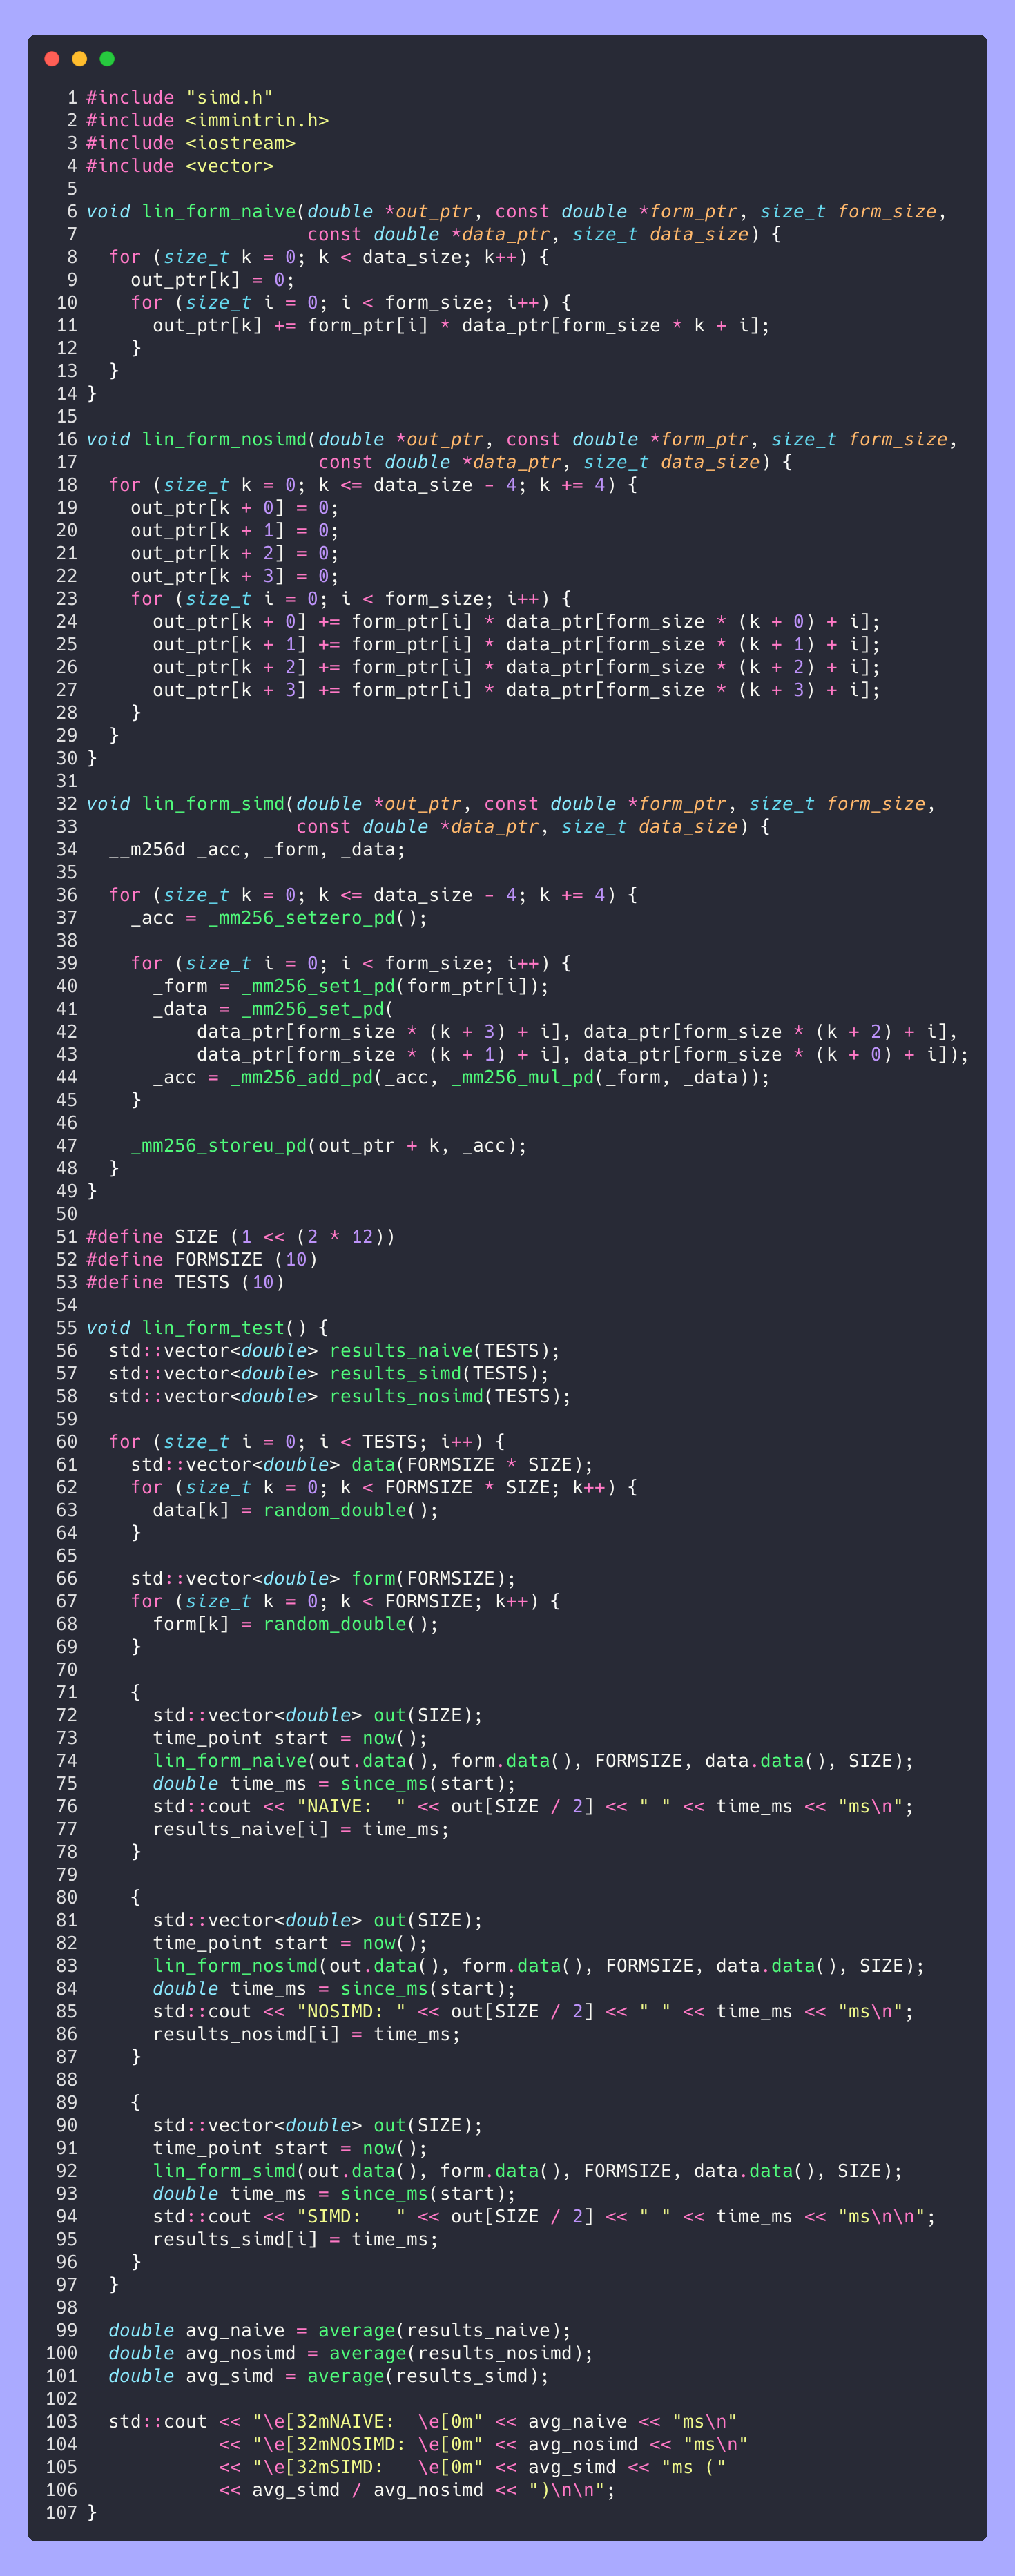 1 #include "simd.h"
2 #include <immintrin.h>
3 #include <iostream>
4 #include <vector>
5
6 void lin_form_naive(double *out_ptr, const double *form_ptr, size_t form_size,
7                     const double *data_ptr, size_t data_size) {
8   for (size_t k = 0; k < data_size; k++) {
9     out_ptr[k] = 0;
10     for (size_t i = 0; i < form_size; i++) {
11       out_ptr[k] += form_ptr[i] * data_ptr[form_size * k + i];
12     }
13   }
14 }
15
16 void lin_form_nosimd(double *out_ptr, const double *form_ptr, size_t form_size,
17                      const double *data_ptr, size_t data_size) {
18   for (size_t k = 0; k <= data_size - 4; k += 4) {
19     out_ptr[k + 0] = 0;
20     out_ptr[k + 1] = 0;
21     out_ptr[k + 2] = 0;
22     out_ptr[k + 3] = 0;
23     for (size_t i = 0; i < form_size; i++) {
24       out_ptr[k + 0] += form_ptr[i] * data_ptr[form_size * (k + 0) + i];
25       out_ptr[k + 1] += form_ptr[i] * data_ptr[form_size * (k + 1) + i];
26       out_ptr[k + 2] += form_ptr[i] * data_ptr[form_size * (k + 2) + i];
27       out_ptr[k + 3] += form_ptr[i] * data_ptr[form_size * (k + 3) + i];
28     }
29   }
30 }
31
32 void lin_form_simd(double *out_ptr, const double *form_ptr, size_t form_size,
33                    const double *data_ptr, size_t data_size) {
34   __m256d _acc, _form, _data;
35
36   for (size_t k = 0; k <= data_size - 4; k += 4) {
37     _acc = _mm256_setzero_pd();
38
39     for (size_t i = 0; i < form_size; i++) {
40       _form = _mm256_set1_pd(form_ptr[i]);
41       _data = _mm256_set_pd(
42           data_ptr[form_size * (k + 3) + i], data_ptr[form_size * (k + 2) + i],
43           data_ptr[form_size * (k + 1) + i], data_ptr[form_size * (k + 0) + i]);
44       _acc = _mm256_add_pd(_acc, _mm256_mul_pd(_form, _data));
45     }
46
47     _mm256_storeu_pd(out_ptr + k, _acc);
48   }
49 }
50
51 #define SIZE (1 << (2 * 12))
52 #define FORMSIZE (10)
53 #define TESTS (10)
54
55 void lin_form_test() {
56   std::vector<double> results_naive(TESTS);
57   std::vector<double> results_simd(TESTS);
58   std::vector<double> results_nosimd(TESTS);
59
60   for (size_t i = 0; i < TESTS; i++) {
61     std::vector<double> data(FORMSIZE * SIZE);
62     for (size_t k = 0; k < FORMSIZE * SIZE; k++) {
63       data[k] = random_double();
64     }
65
66     std::vector<double> form(FORMSIZE);
67     for (size_t k = 0; k < FORMSIZE; k++) {
68       form[k] = random_double();
69     }
70
71     {
72       std::vector<double> out(SIZE);
73       time_point start = now();
74       lin_form_naive(out.data(), form.data(), FORMSIZE, data.data(), SIZE);
75       double time_ms = since_ms(start);
76       std::cout << "NAIVE:  " << out[SIZE / 2] << " " << time_ms << "ms\n";
77       results_naive[i] = time_ms;
78     }
79
80     {
81       std::vector<double> out(SIZE);
82       time_point start = now();
83       lin_form_nosimd(out.data(), form.data(), FORMSIZE, data.data(), SIZE);
84       double time_ms = since_ms(start);
85       std::cout << "NOSIMD: " << out[SIZE / 2] << " " << time_ms << "ms\n";
86       results_nosimd[i] = time_ms;
87     }
88
89     {
90       std::vector<double> out(SIZE);
91       time_point start = now();
92       lin_form_simd(out.data(), form.data(), FORMSIZE, data.data(), SIZE);
93       double time_ms = since_ms(start);
94       std::cout << "SIMD:   " << out[SIZE / 2] << " " << time_ms << "ms\n\n";
95       results_simd[i] = time_ms;
96     }
97   }
98
99   double avg_naive = average(results_naive);
100   double avg_nosimd = average(results_nosimd);
101   double avg_simd = average(results_simd);
102
103   std::cout << "\e[32mNAIVE:  \e[0m" << avg_naive << "ms\n"
104             << "\e[32mNOSIMD: \e[0m" << avg_nosimd << "ms\n"
105             << "\e[32mSIMD:   \e[0m" << avg_simd << "ms ("
106             << avg_simd / avg_nosimd << ")\n\n";
107 }